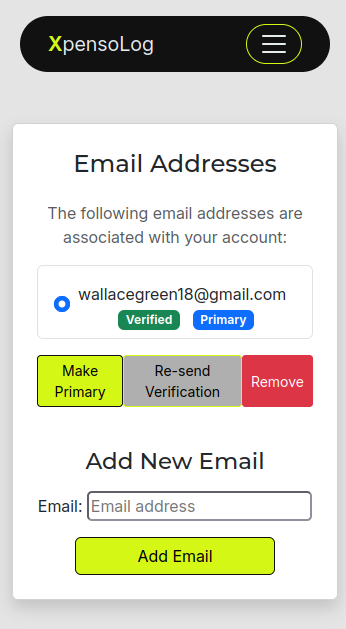 XpensoLog
Email Addresses
The following email addresses are
associated with your account:
wallacegreen18@gmail.com
Verified Primary
Make
Primary
Re-send
Verification
Remove
Add New Email
Email: Email address
Add Email